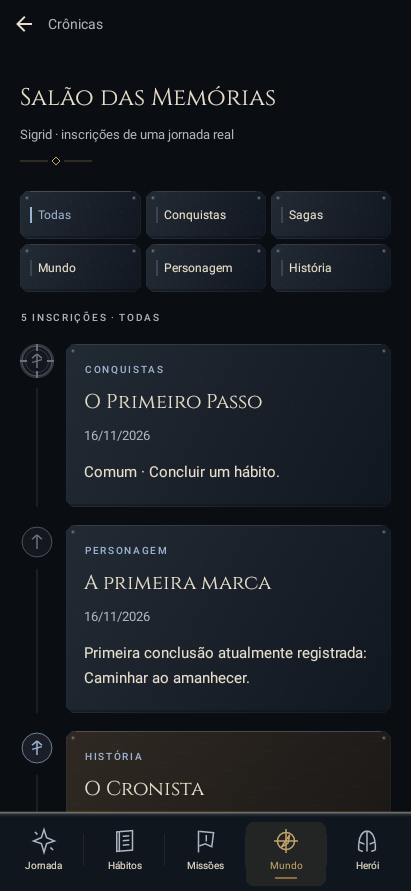 Crônicas
Salão das Memórias
Sigrid · inscrições de uma jornada real
Todas
Conquistas
Sagas
Mundo
Personagem
História
5 INSCRIÇÕES · TODAS
CONQUISTAS
O Primeiro Passo
16/11/2026
Comum · Concluir um hábito.
PERSONAGEM
A primeira marca
16/11/2026
Primeira conclusão atualmente registrada:
Caminhar ao amanhecer.
HISTÓRIA
O Cronista
Jornada
Hábitos
Missões
Mundo
Herói